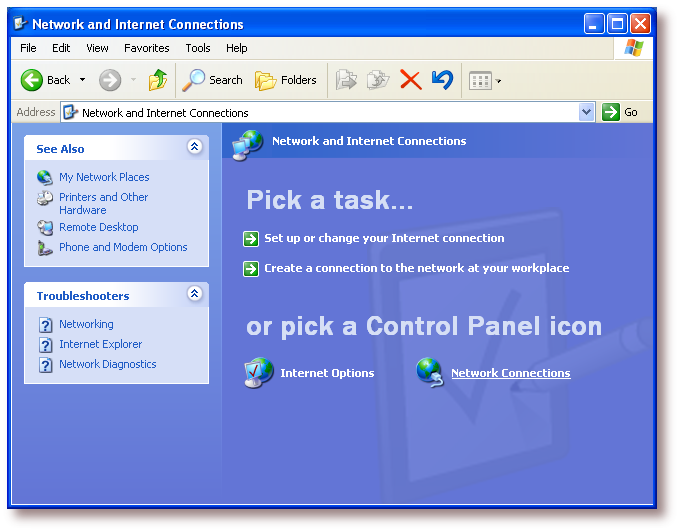 Network and Internet Connections
File Edit View Favorites Tools Help
Back Search Folders
Address Network and Internet Connections Go
See Also
My Network Places
Printers and Other
Hardware
Remote Desktop
Phone and Modem Options
Troubleshooters
Networking
Internet Explorer
Network Diagnostics
Network and Internet Connections
Pick a task...
Set up or change your Internet connection
Create a connection to the network at your workplace
or pick a Control Panel icon
Internet Options Network Connections